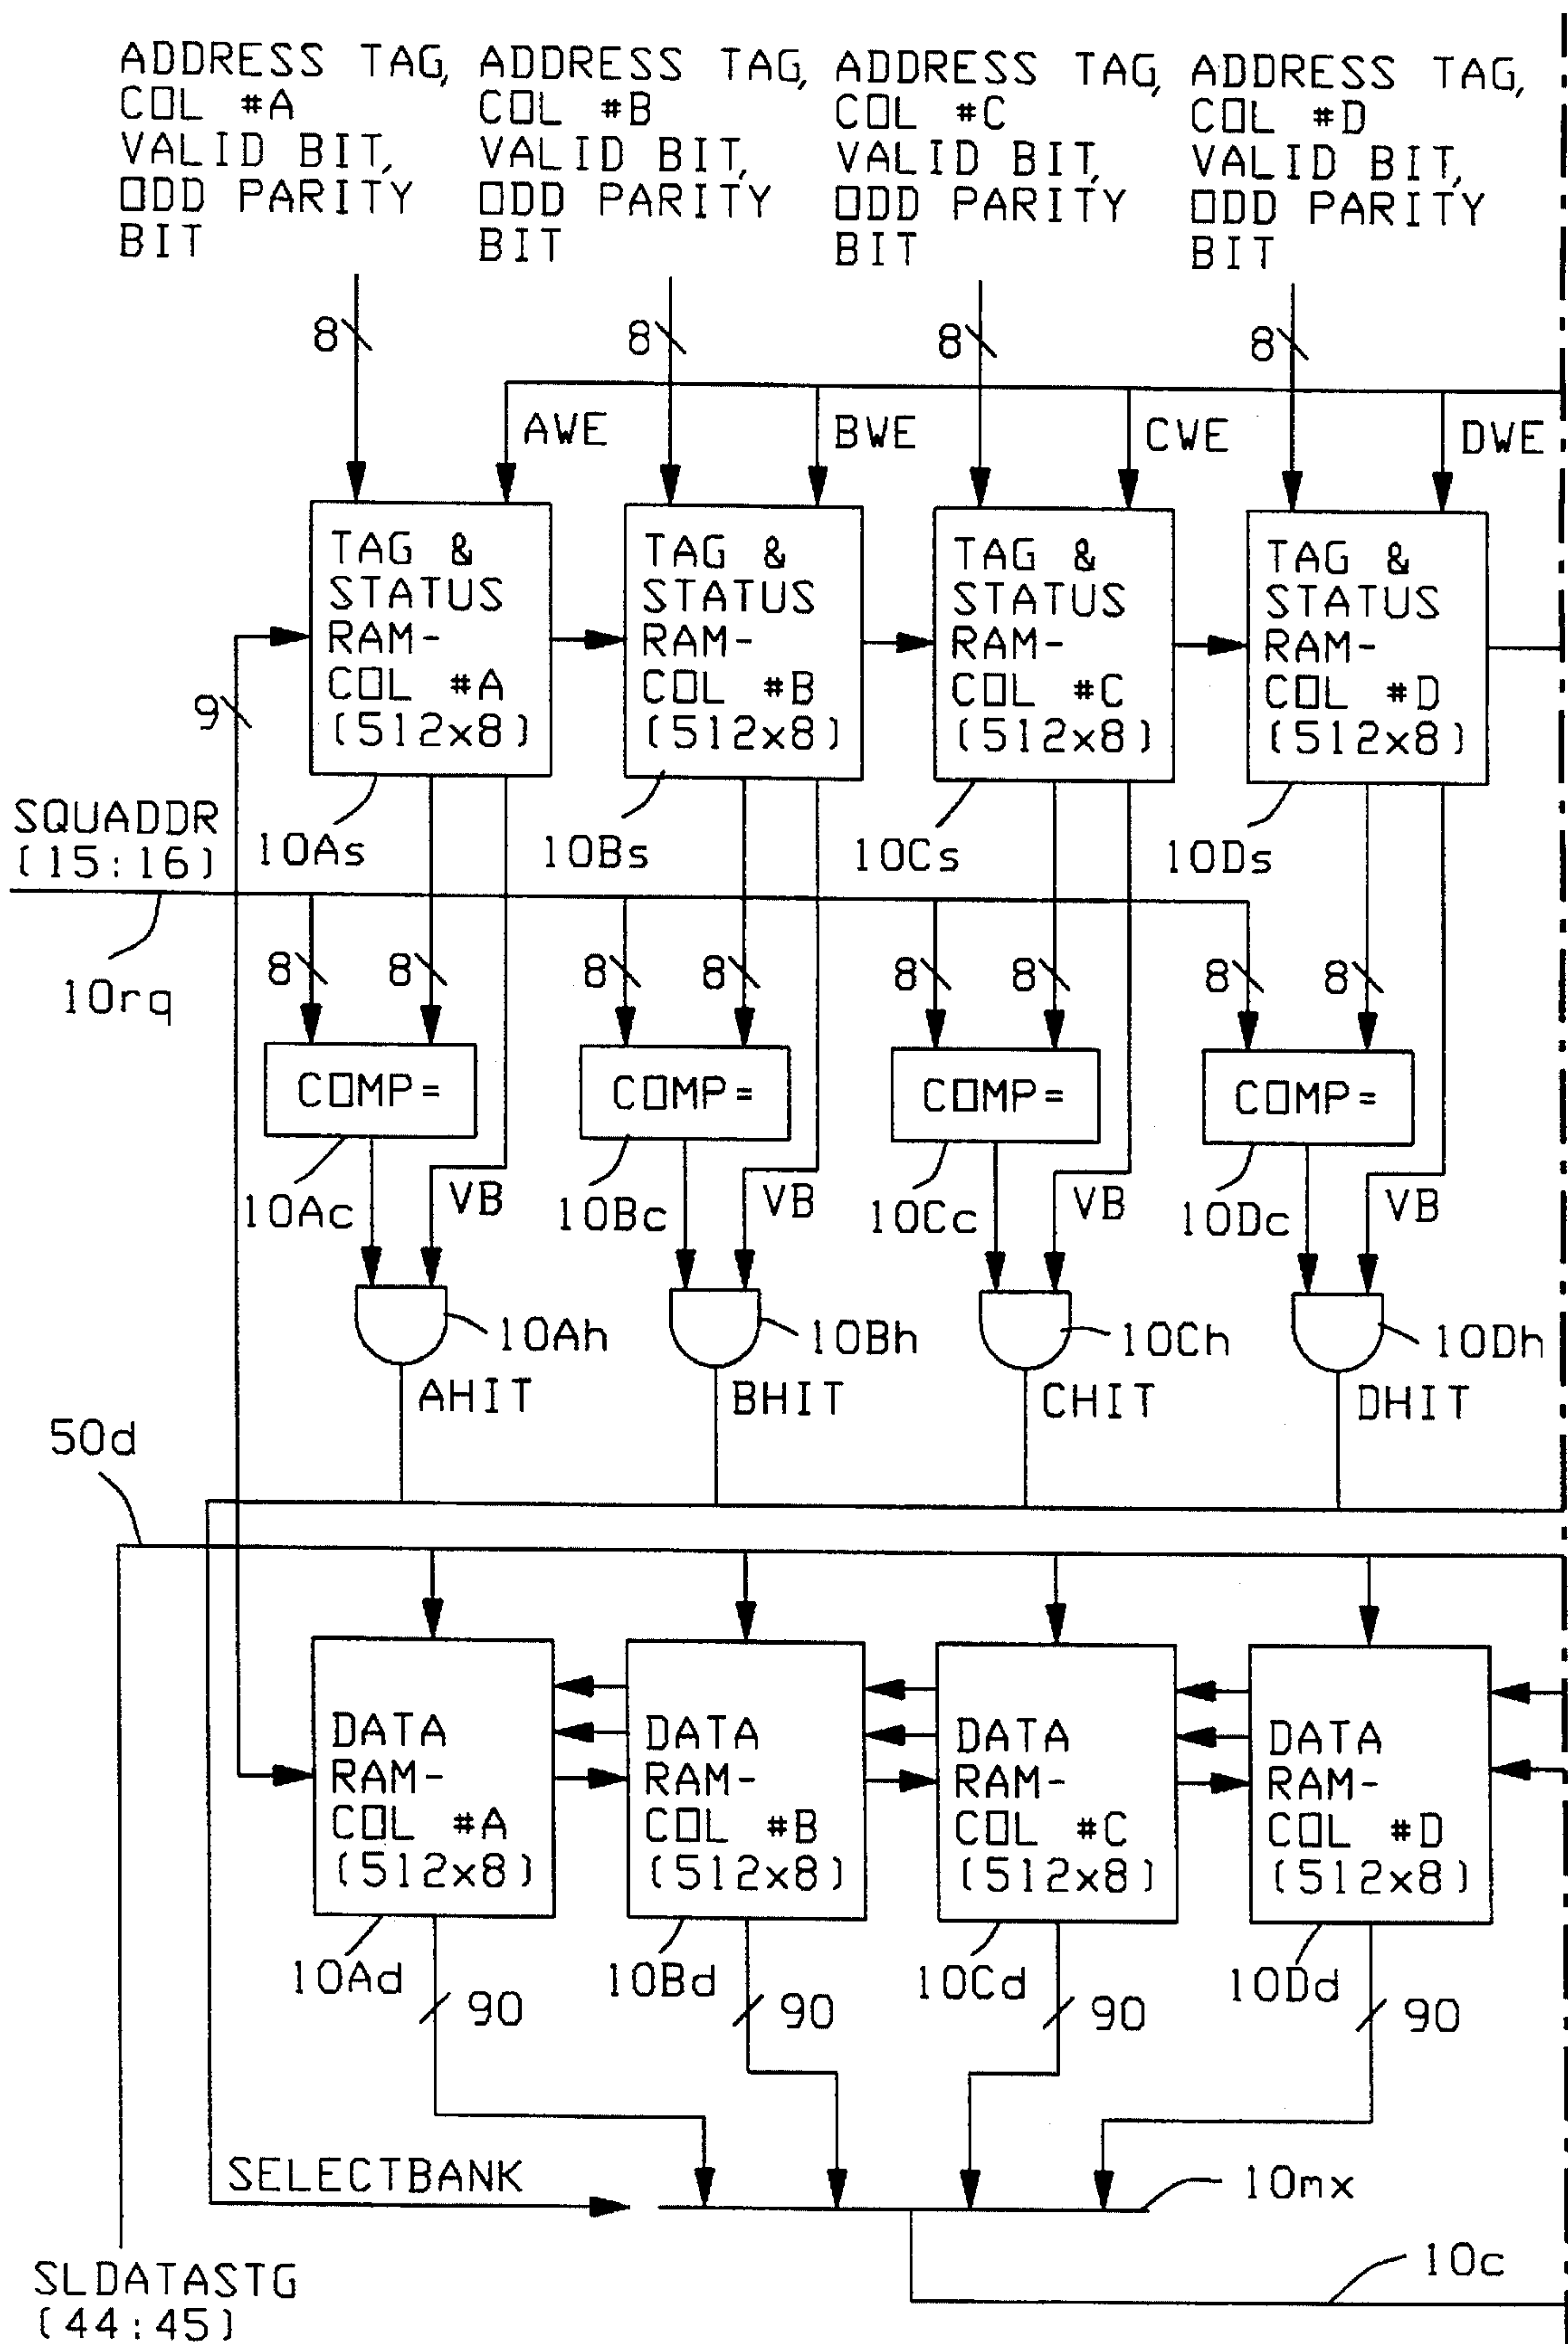 ADDRESS TAG,
COL #A
VALID BIT,
ODD PARITY
BIT
ADDRESS TAG,
COL #B
VALID BIT,
ODD PARITY
BIT
ADDRESS TAG,
COL #C
VALID BIT,
ODD PARITY
BIT
ADDRESS TAG,
COL #D
VALID BIT,
ODD PARITY
BIT
8
8
8
8
AWE
BWE
CWE
DWE
TAG &
STATUS
RAM-
COL #A
(512x8)
TAG &
STATUS
RAM-
COL #B
(512x8)
TAG &
STATUS
RAM-
COL #C
(512x8)
TAG &
STATUS
RAM-
COL #D
(512x8)
9
SQUADDR
(15:16)
10As
10Bs
10Cs
10Ds
10rq
8
8
8
8
8
8
8
8
COMP=
COMP=
COMP=
COMP=
10Ac
VB
10Bc
VB
10Cc
VB
10Dc
VB
10Ah
10Bh
10Ch
10Dh
AHIT
BHIT
CHIT
DHIT
50d
DATA
RAM-
COL #A
(512x8)
DATA
RAM-
COL #B
(512x8)
DATA
RAM-
COL #C
(512x8)
DATA
RAM-
COL #D
(512x8)
10Ad
10Bd
10Cd
10Dd
90
90
90
90
SELECTBANK
10mx
10c
SLDATASTG
(44:45)